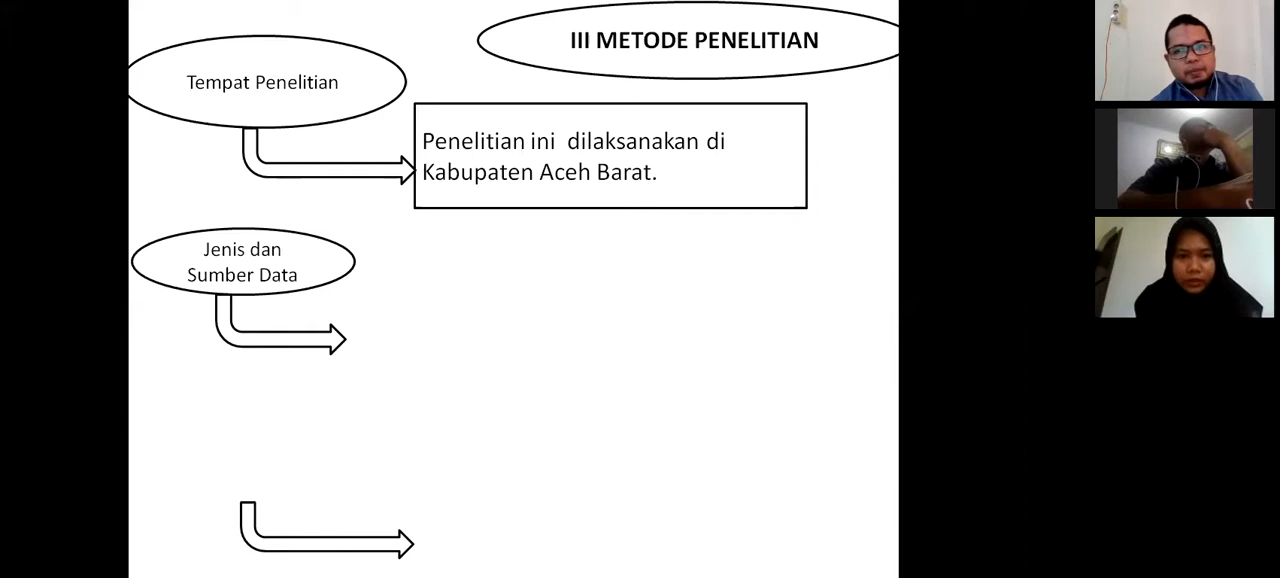 III METODE PENELITIAN
Tempat Penelitian
Penelitian ini  dilaksanakan di
Kabupaten Aceh Barat.
Jenis dan
Sumber Data